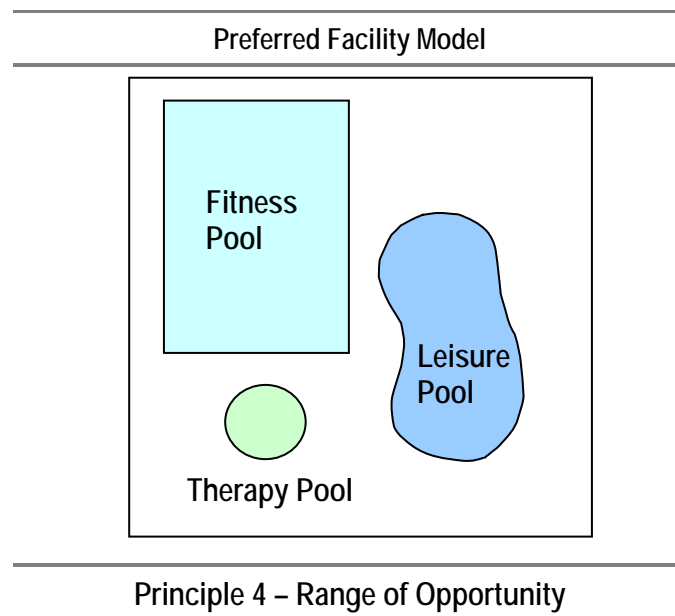 Preferred Facility Model
Fitness
Pool
Leisure
Pool
Therapy Pool
Principle 4 – Range of Opportunity